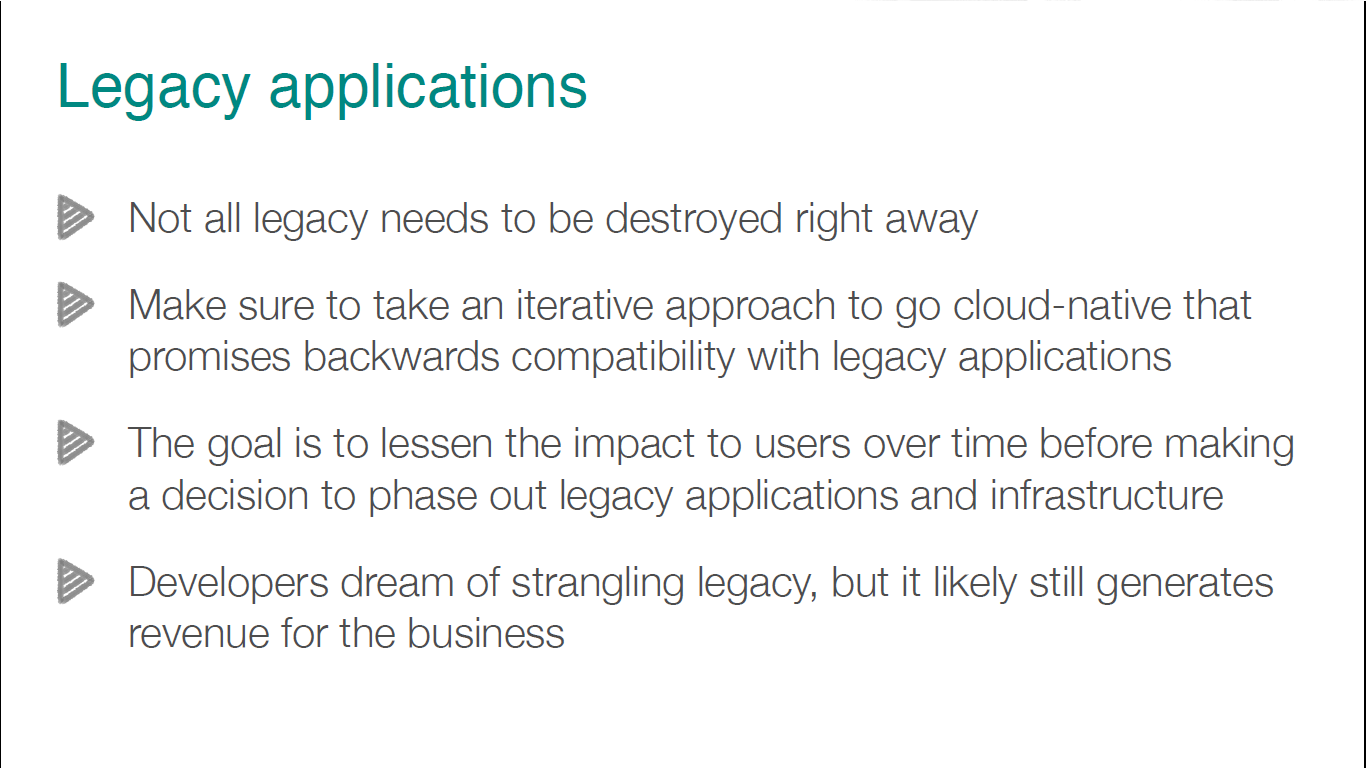 Legacy applications
Not all legacy needs to be destroyed right away
Make sure to take an iterative approach to go cloud-native that
promises backwards compatibility with legacy applications
The goal is to lessen the impact to users over time before making
a decision to phase out legacy applications and infrastructure
Developers dream of strangling legacy, but it likely still generates
revenue for the business